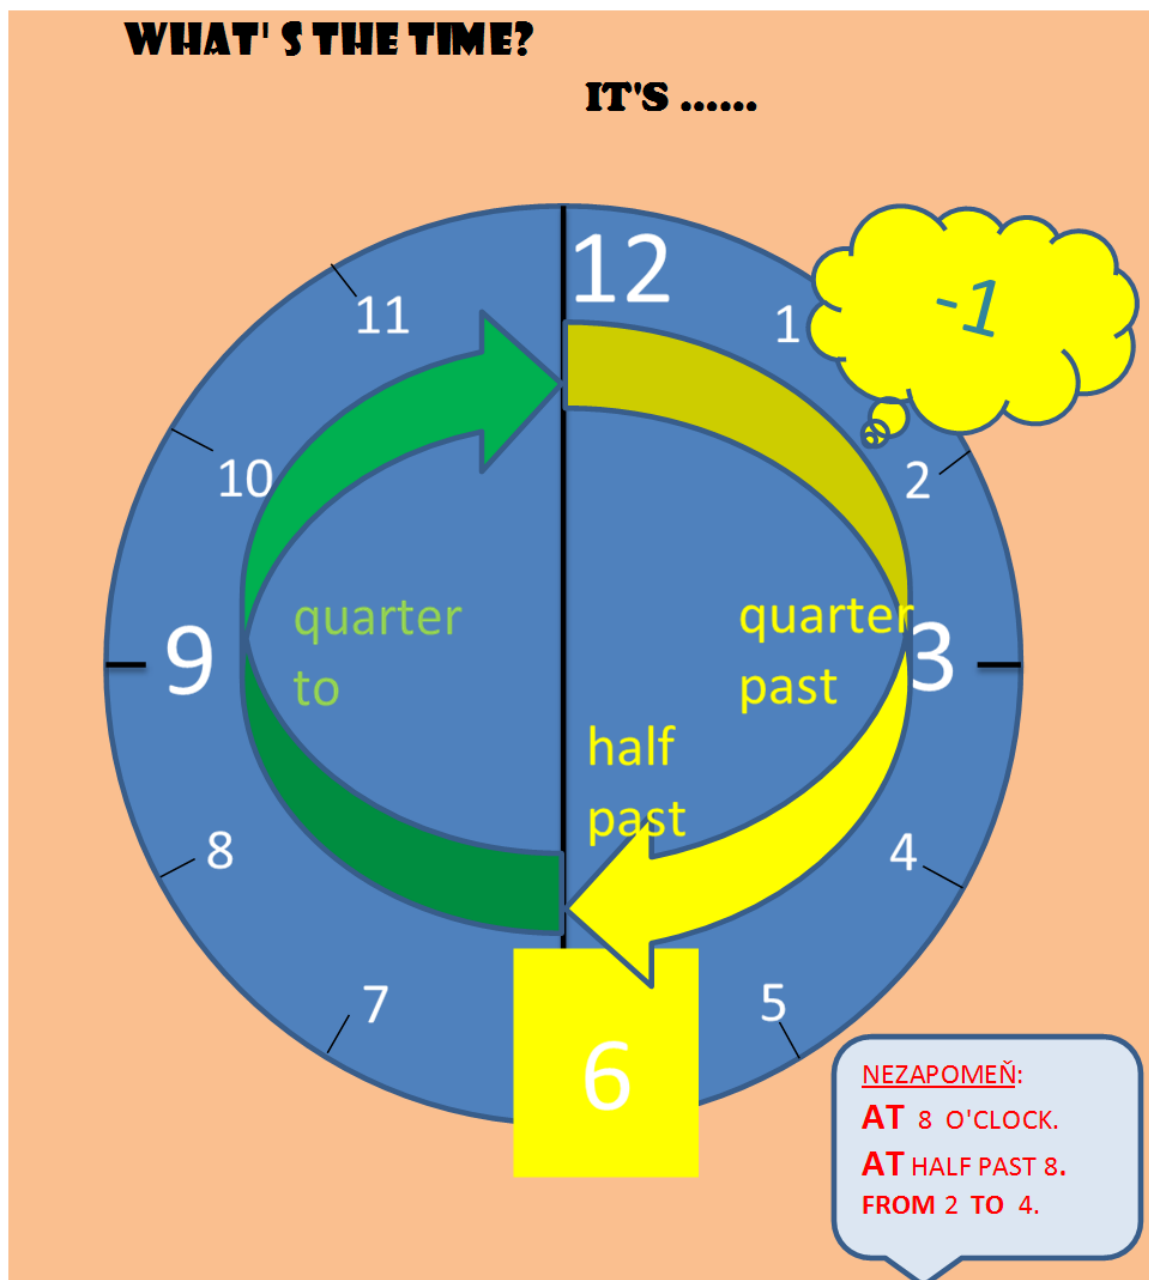 WHAT' S THE TIME?
IT'S ......
12
11
1
-1
10
2
quarter
to
quarter
past
9
3
half
past
8
4
7
5
6
NEZAPOMEŇ:
AT 8 O'CLOCK.
AT HALF PAST 8.
FROM 2 TO 4.